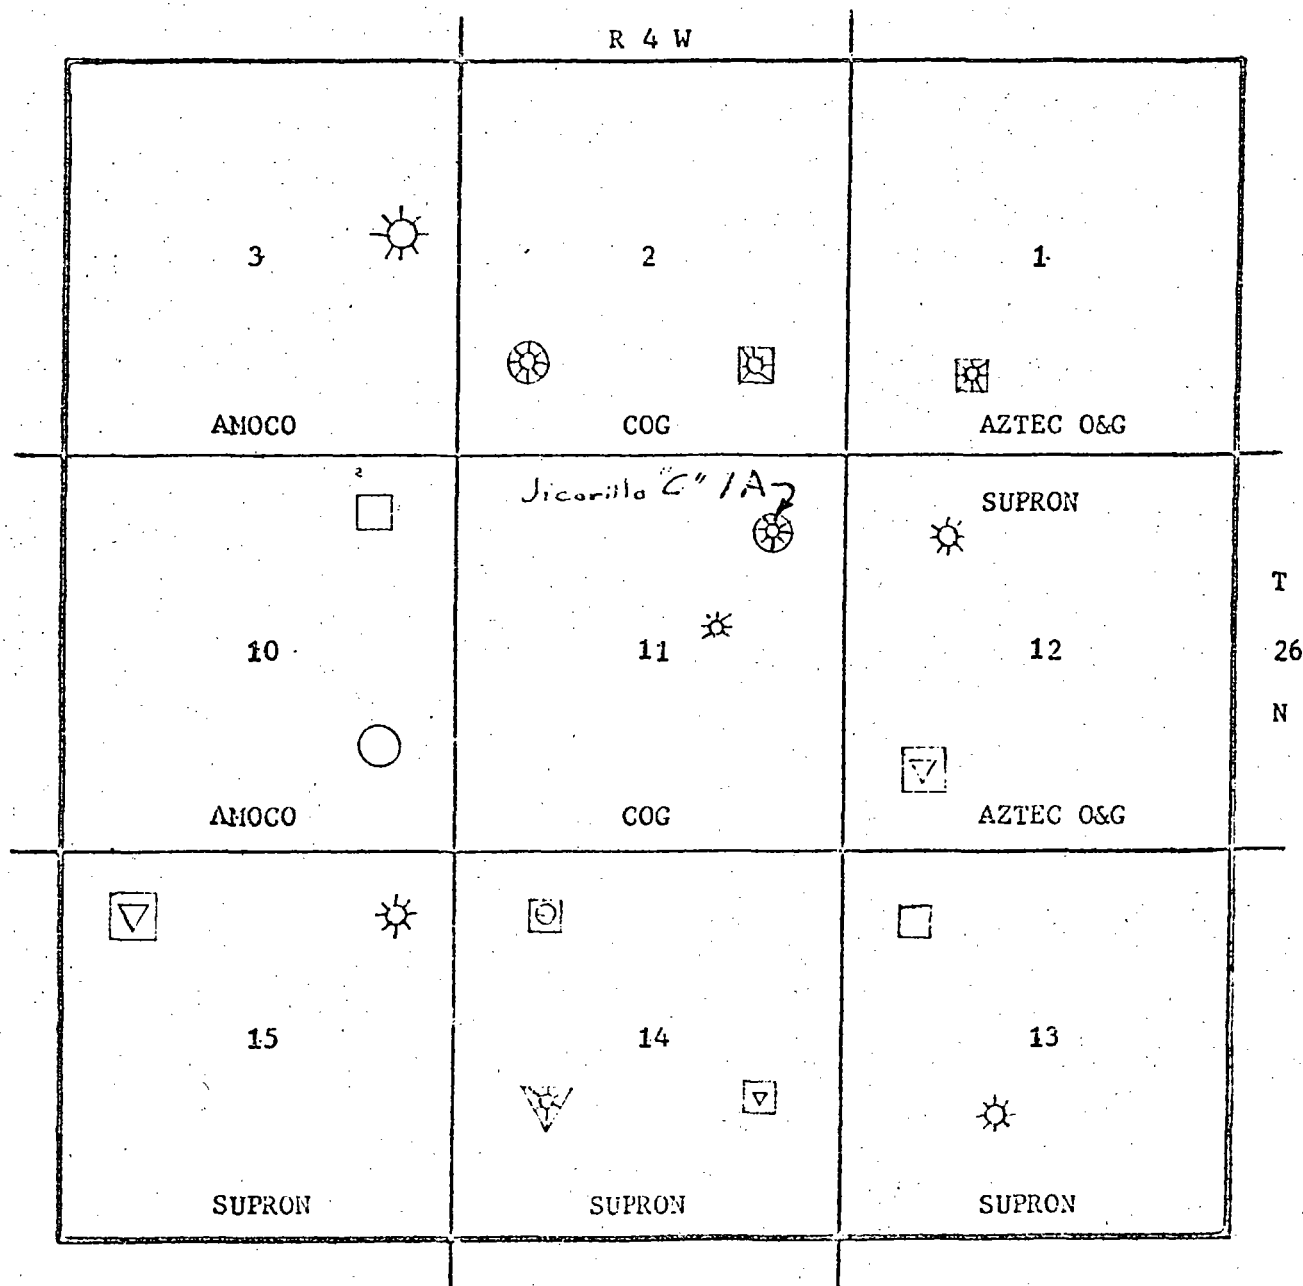 R 4 W
3
2
1
AMOCO
COG
AZTEC O&G
Jicarilla "C" 1A
SUPRON
T
10
11
12
26
N
AMOCO
COG
AZTEC O&G
15
14
13
SUPRON
SUPRON
SUPRON